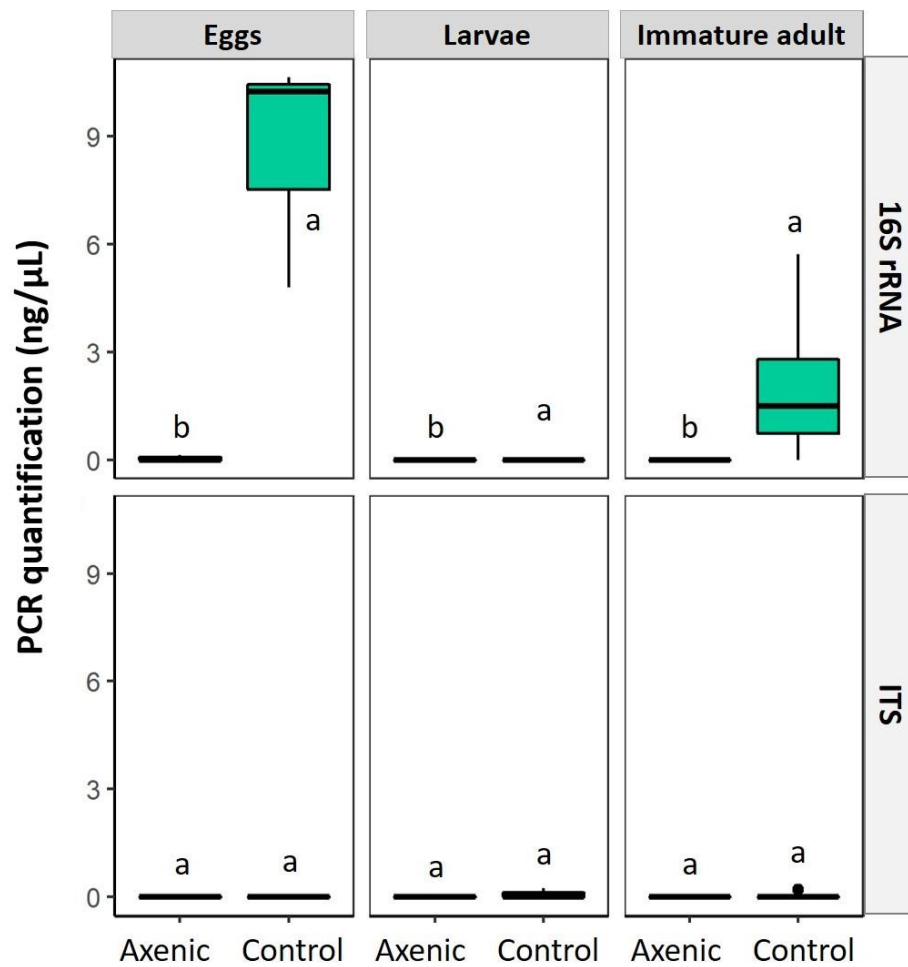 Eggs Larvae Immature adult
PCR quantification (ng/µL)
9
6
3
0
a
b
b
a
b
a
16S rRNA
9
6
3
0
a
a
a
a
a
a
ITS
Axenic Control Axenic Control Axenic Control